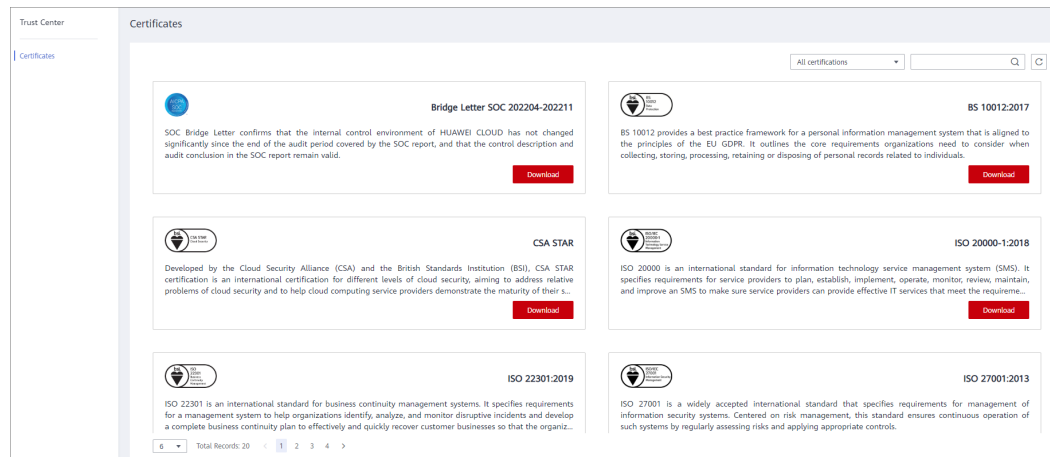 Trust Center
Certificates
Certificates
All certifications
Bridge Letter SOC 202204-202211
SOC Bridge Letter confirms that the internal control environment of HUAWEI CLOUD has not changed
significantly since the end of the audit period covered by the SOC report, and that the control description and
audit conclusion in the SOC report remain valid.
Download
BS 10012:2017
BS 10012 provides a best practice framework for a personal information management system that is aligned to
the principles of the EU GDPR. It outlines the core requirements organizations need to consider when
collecting, storing, processing, retaining or disposing of personal records related to individuals.
Download
CSA STAR
Developed by the Cloud Security Alliance (CSA) and the British Standards Institution (BSI), CSA STAR
certification is an international certification for different levels of cloud security, aiming to address relative
problems of cloud security and to help cloud computing service providers demonstrate the maturity of their s...
Download
ISO 20000-1:2018
ISO 20000 is an international standard for information technology service management system (SMS). It
specifies requirements for service providers to plan, establish, implement, operate, monitor, review, maintain,
and improve an SMS to make sure service providers can provide effective IT services that meet the requireme...
Download
ISO 22301:2019
ISO 22301 is an international standard for business continuity management systems. It specifies requirements
for a management system to help organizations identify, analyze, and monitor disruptive incidents and develop
a complete business continuity plan to effectively and quickly recover customer businesses so that the organiz...
ISO 27001:2013
ISO 27001 is a widely accepted international standard that specifies requirements for management of
information security systems. Centered on risk management, this standard ensures continuous operation of
such systems by regularly assessing risks and applying appropriate controls.
6 Total Records: 20 < 1 2 3 4 >